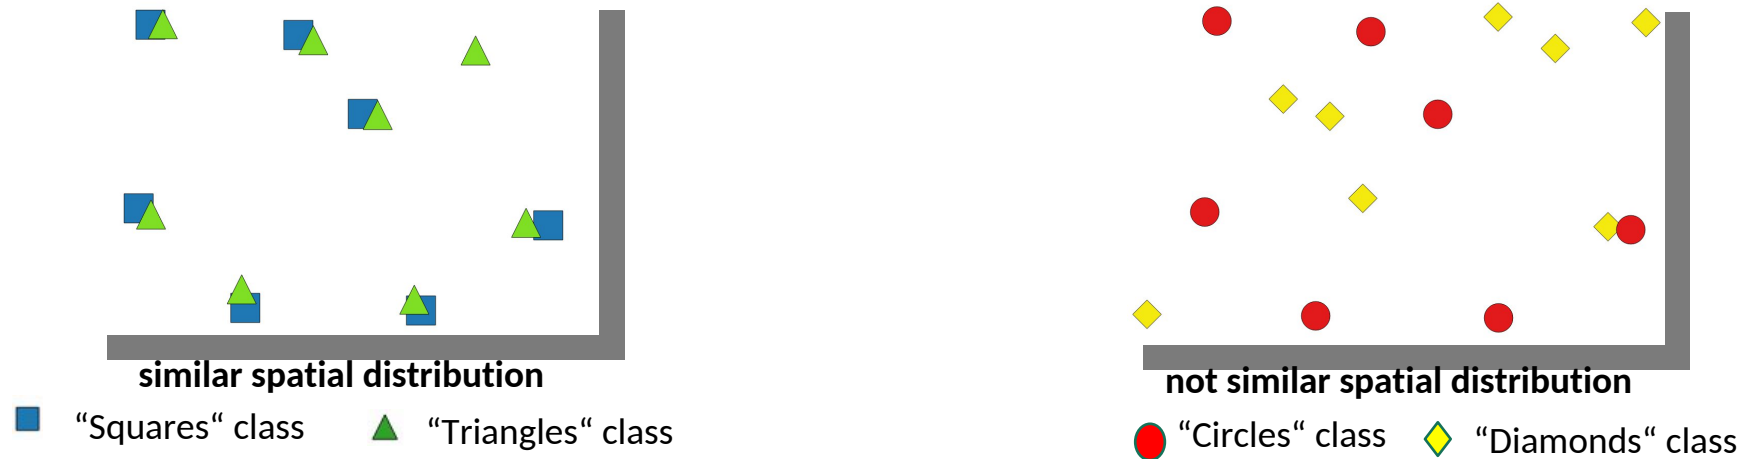 similar spatial distribution
“Squares“ class
“Triangles“ class
not similar spatial distribution
“Circles“ class
“Diamonds“ class